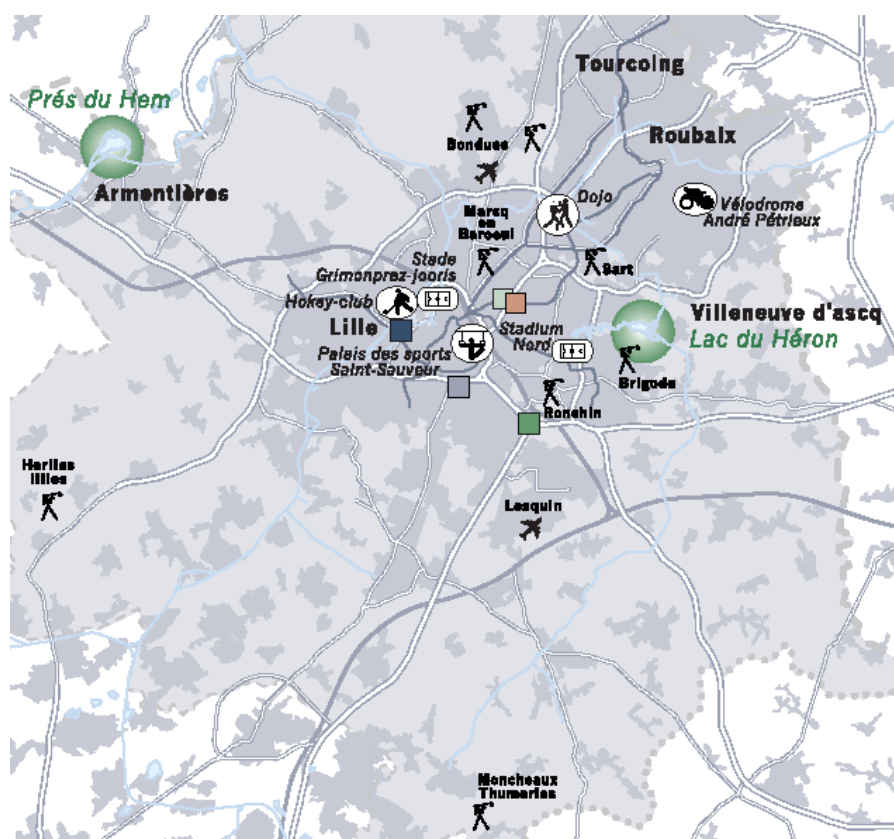 Tourcoing
Prés du Hem
Bondues
Roubaix
Armentières
Dojo
Vélodrome
André Pétrieux
Marcq
en
Baroeul
Stade
Grimonprez-jooris
Sart
Hokey-club
Villeneuve d'ascq
Lille
Stadium
Nord
Lac du Héron
Palais des sports
Saint-Sauveur
Brigode
Ronchin
Herlies
illies
Lesquin
Moncheaux
Thumeries